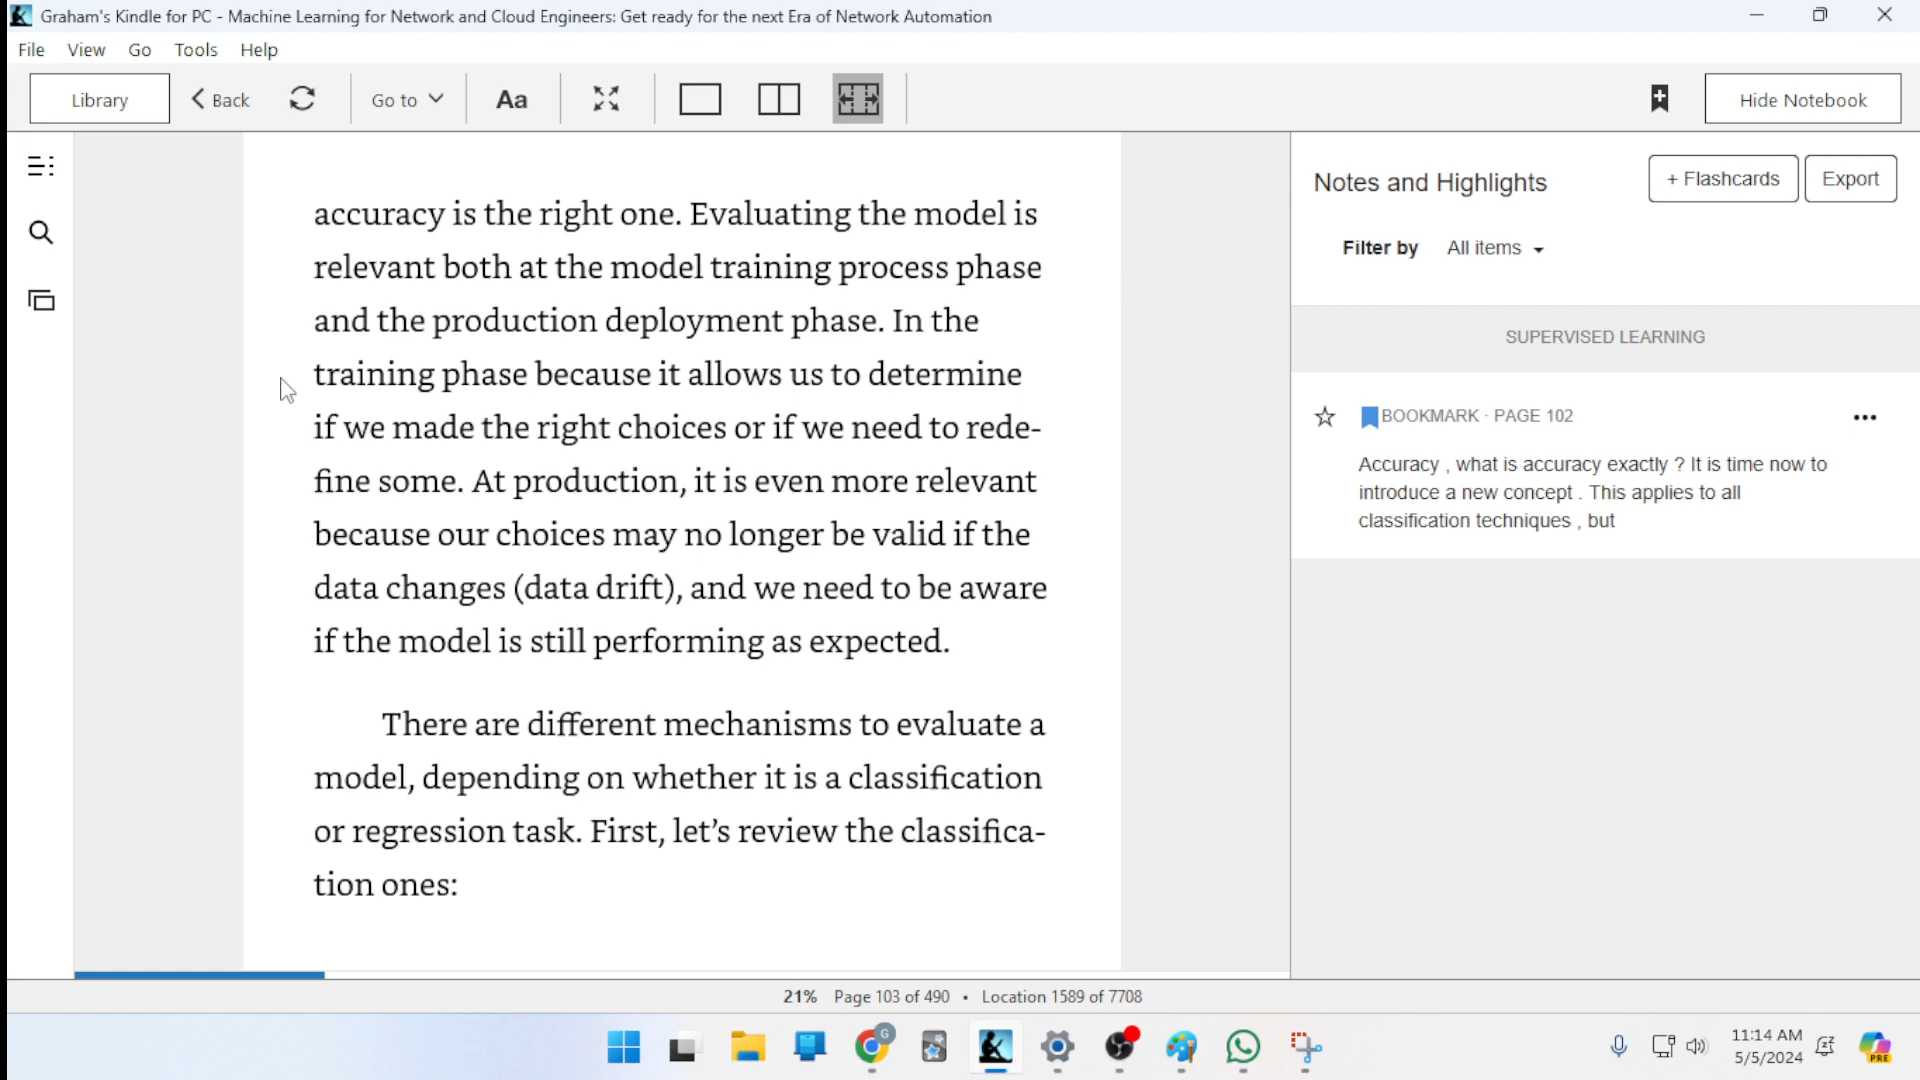 Graham's Kindle for PC - Machine Learning for Network and Cloud Engineers: Get ready for the next Era of Network Automation
File View Go Tools Help
Library Back Go to Aa Hide Notebook
accuracy is the right one. Evaluating the model is
relevant both at the model training process phase
and the production deployment phase. In the
training phase because it allows us to determine
if we made the right choices or if we need to rede-
fine some. At production, it is even more relevant
because our choices may no longer be valid if the
data changes (data drift), and we need to be aware
if the model is still performing as expected.
There are different mechanisms to evaluate a
model, depending on whether it is a classification
or regression task. First, let's review the classifica-
tion ones:
Notes and Highlights + Flashcards Export
Filter by All items
SUPERVISED LEARNING
BOOKMARK · PAGE 102
Accuracy , what is accuracy exactly ? It is time now to
introduce a new concept . This applies to all
classification techniques , but
21% Page 103 of 490 • Location 1589 of 7708
G
PRE
11:14 AM
5/5/2024